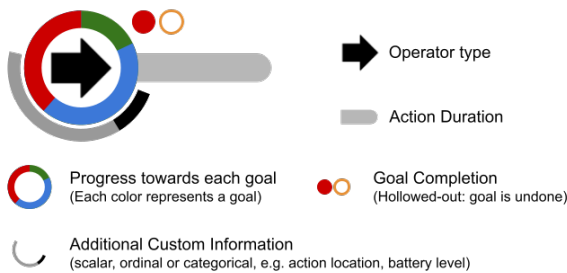 Operator type
Action Duration
Progress towards each goal
(Each color represents a goal)
Goal Completion
(Hollowed-out: goal is undone)
Additional Custom Information
(scalar, ordinal or categorical, e.g. action location, battery level)